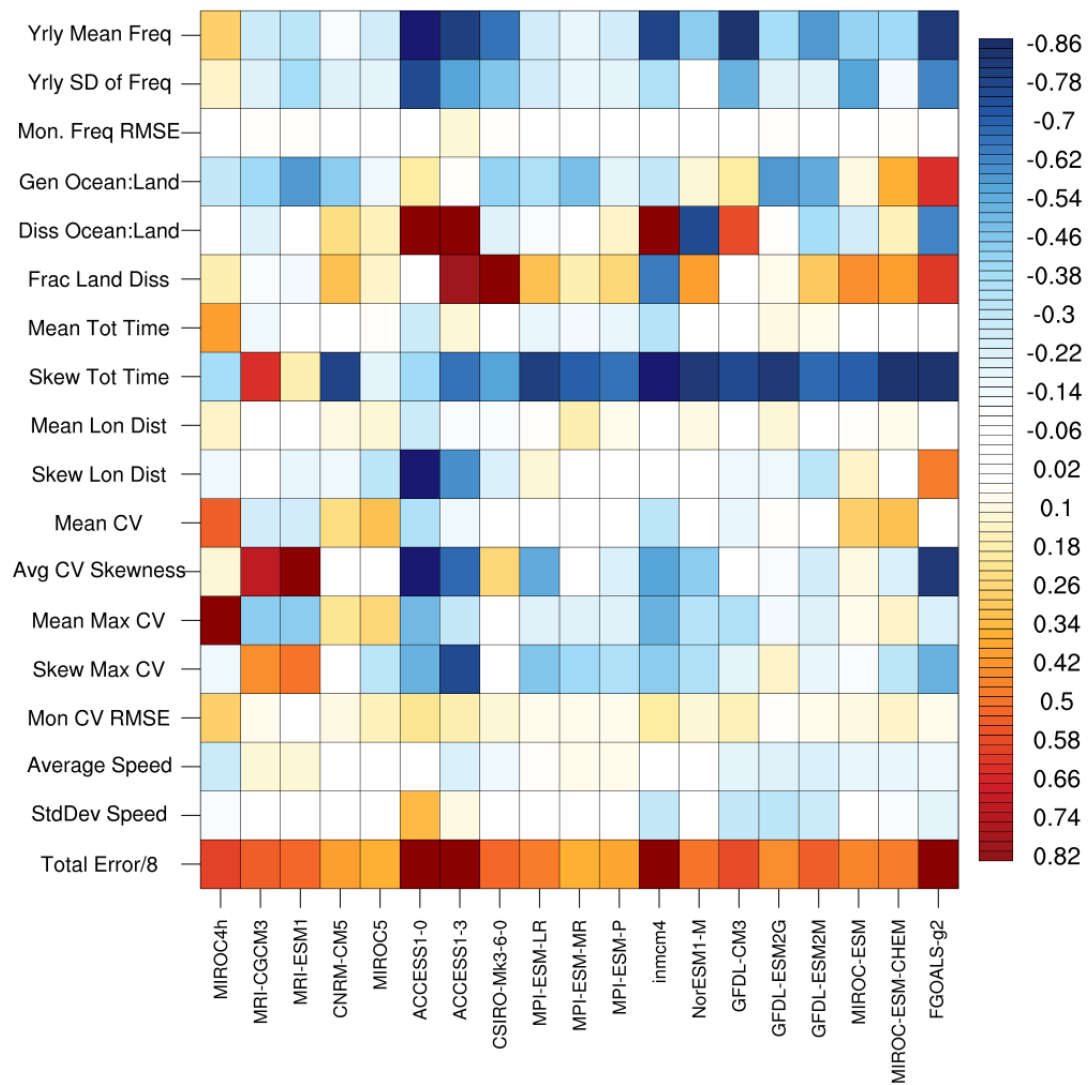 Yrly Mean Freq
Yrly SD of Freq
Mon. Freq RMSE
Gen Ocean:Land
Diss Ocean:Land
Frac Land Diss
Mean Tot Time
Skew Tot Time
Mean Lon Dist
Skew Lon Dist
Mean CV
Avg CV Skewness
Mean Max CV
Skew Max CV
Mon CV RMSE
Average Speed
StdDev Speed
Total Error/8
MIROC4h
MRI-CGCM3
MRI-ESM1
CNRM-CM5
MIROC5
ACCESS1-0
ACCESS1-3
CSIRO-Mk3-6-0
MPI-ESM-LR
MPI-ESM-MR
MPI-ESM-P
inmcm4
NorESM1-M
GFDL-CM3
GFDL-ESM2G
GFDL-ESM2M
MIROC-ESM
MIROC-ESM-CHEM
FGOALS-g2
-0.86
-0.78
-0.7
-0.62
-0.54
-0.46
-0.38
-0.3
-0.22
-0.14
-0.06
0.02
0.1
0.18
0.26
0.34
0.42
0.5
0.58
0.66
0.74
0.82